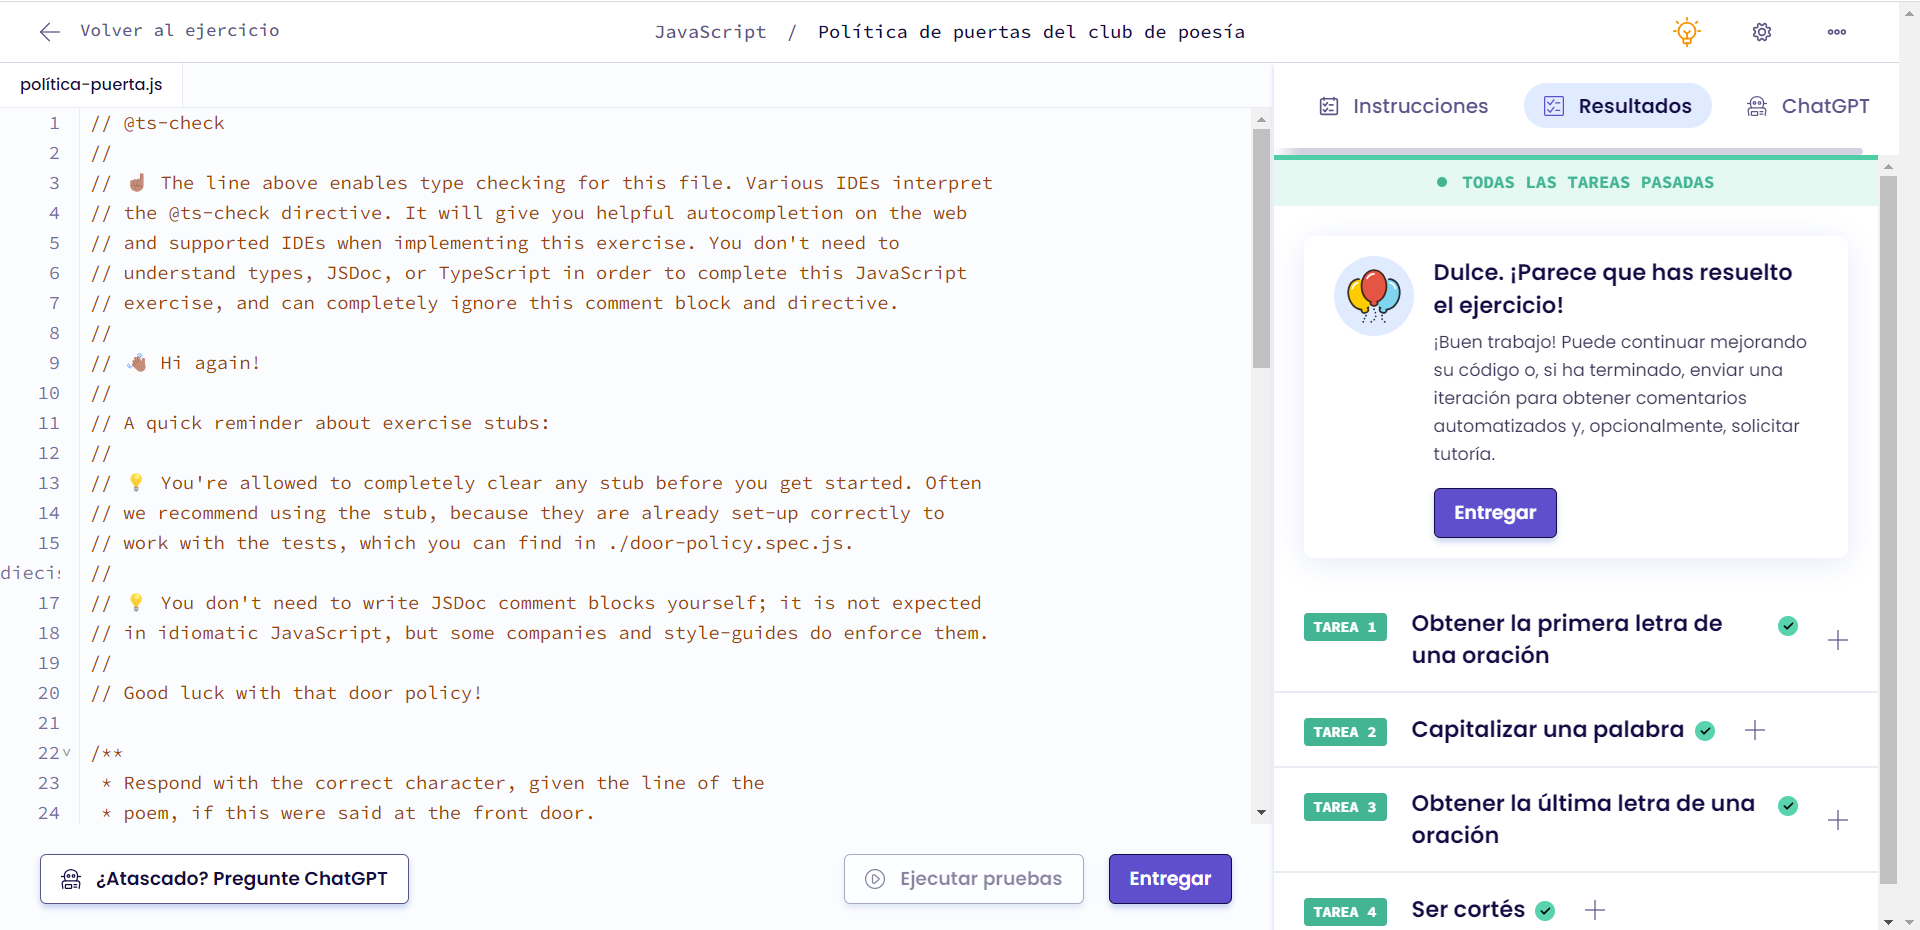 Volver al ejercicio
JavaScript / Política de puertas del club de poesía
política-puerta.js
1 // @ts-check
2 //
3 // ☝🏽 The line above enables type checking for this file. Various IDEs interpret
4 // the @ts-check directive. It will give you helpful autocompletion on the web
5 // and supported IDEs when implementing this exercise. You don't need to
6 // understand types, JSDoc, or TypeScript in order to complete this JavaScript
7 // exercise, and can completely ignore this comment block and directive.
8 //
9 // 👋🏽 Hi again!
10 //
11 // A quick reminder about exercise stubs:
12 //
13 // 💡 You're allowed to completely clear any stub before you get started. Often
14 // we recommend using the stub, because they are already set-up correctly to
15 // work with the tests, which you can find in ./door-policy.spec.js.
diecis //
17 // 💡 You don't need to write JSDoc comment blocks yourself; it is not expected
18 // in idiomatic JavaScript, but some companies and style-guides do enforce them.
19 //
20 // Good luck with that door policy!
21
22 /**
23 * Respond with the correct character, given the line of the
24 * poem, if this were said at the front door.
¿Atascado? Pregunte ChatGPT
Ejecutar pruebas
Entregar
Instrucciones
Resultados
ChatGPT
TODAS LAS TAREAS PASADAS
Dulce. ¡Parece que has resuelto
el ejercicio!
¡Buen trabajo! Puede continuar mejorando
su código o, si ha terminado, enviar una
iteración para obtener comentarios
automatizados y, opcionalmente, solicitar
tutoría.
Entregar
TAREA 1 Obtener la primera letra de
una oración
TAREA 2 Capitalizar una palabra
TAREA 3 Obtener la última letra de una
oración
TAREA 4 Ser cortés